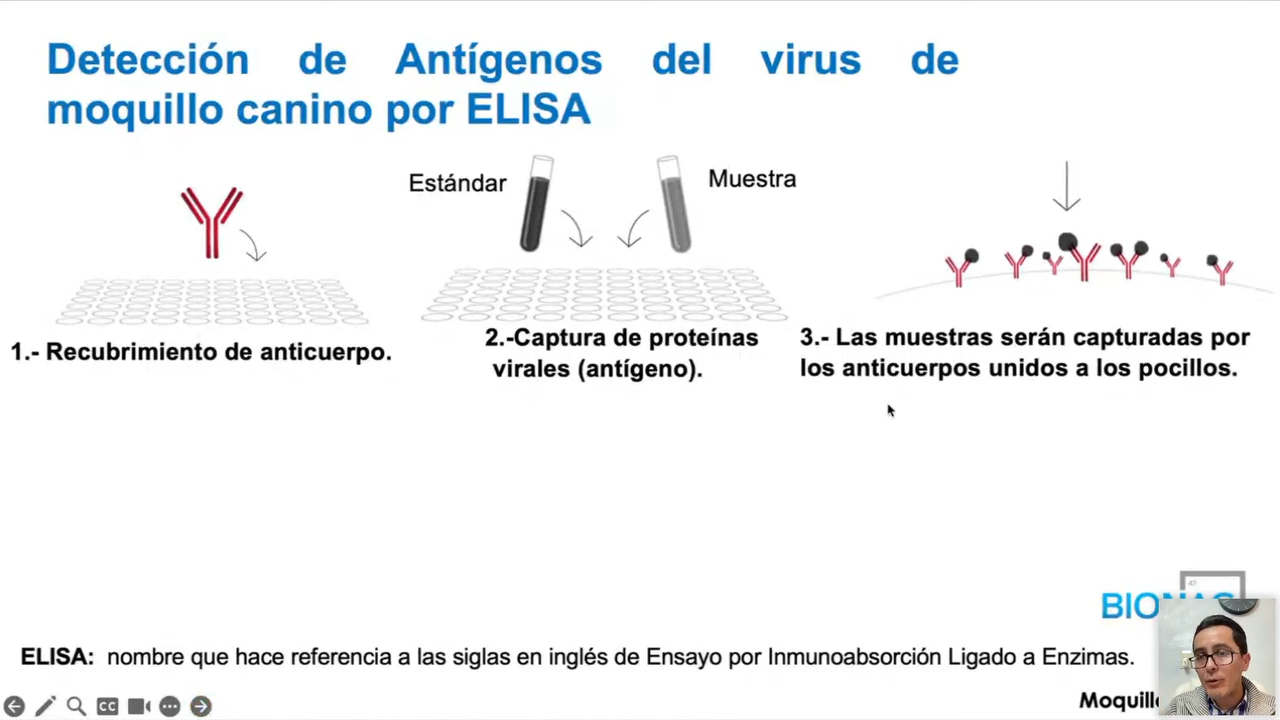 Detección de Antígenos del virus de
moquillo canino por ELISA
Estándar
Muestra
1.- Recubrimiento de anticuerpo.
2.-Captura de proteínas
virales (antígeno).
3.- Las muestras serán capturadas por
los anticuerpos unidos a los pocillos.
ELISA: nombre que hace referencia a las siglas en inglés de Ensayo por Inmunoabsorción Ligado a Enzimas.
CC